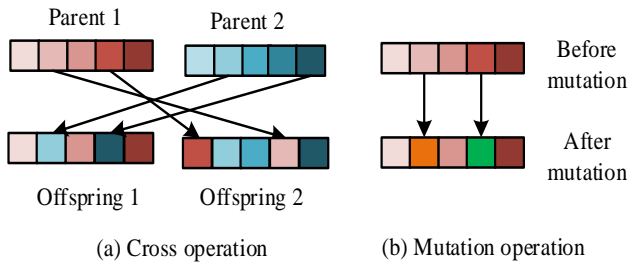 Parent 1
Parent 2
Before
mutation
After
mutation
Offspring 1
Offspring 2
(a) Cross operation
(b) Mutation operation